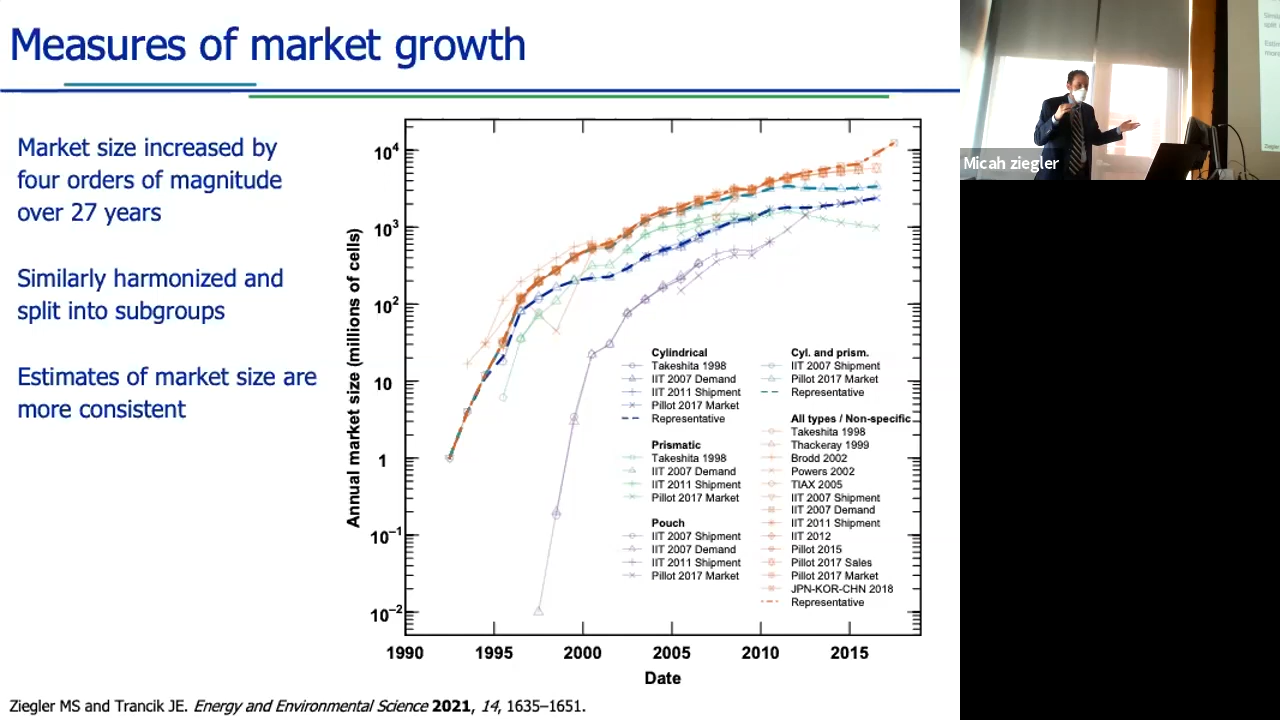 Measures of market growth
Market size increased by
four orders of magnitude
over 27 years
Similarly harmonized and
split into subgroups
Estimates of market size are
more consistent
Annual market size (millions of cells)
10⁴
10³
10²
10
1
10⁻¹
10⁻²
1990
1995
2000
2005
2010
2015
Date
Cylindrical
Takeshita 1998
IIT 2007 Demand
IIT 2011 Shipment
Pillot 2017 Market
Representative
Prismatic
Takeshita 1998
IIT 2007 Demand
IIT 2011 Shipment
Pillot 2017 Market
Pouch
IIT 2007 Shipment
IIT 2007 Demand
IIT 2011 Shipment
Pillot 2017 Market
Cyl. and prism.
IIT 2007 Shipment
Pillot 2017 Market
Representative
All types / Non-specific
Takeshita 1998
Thackeray 1999
Brodd 2002
Powers 2002
TIAX 2005
IIT 2007 Shipment
IIT 2007 Demand
IIT 2011 Shipment
IIT 2012
Pillot 2015
Pillot 2017 Sales
Pillot 2017 Market
JPN-KOR-CHN 2018
Representative
Ziegler MS and Trancik JE. Energy and Environmental Science 2021, 14, 1635–1651.
Micah ziegler